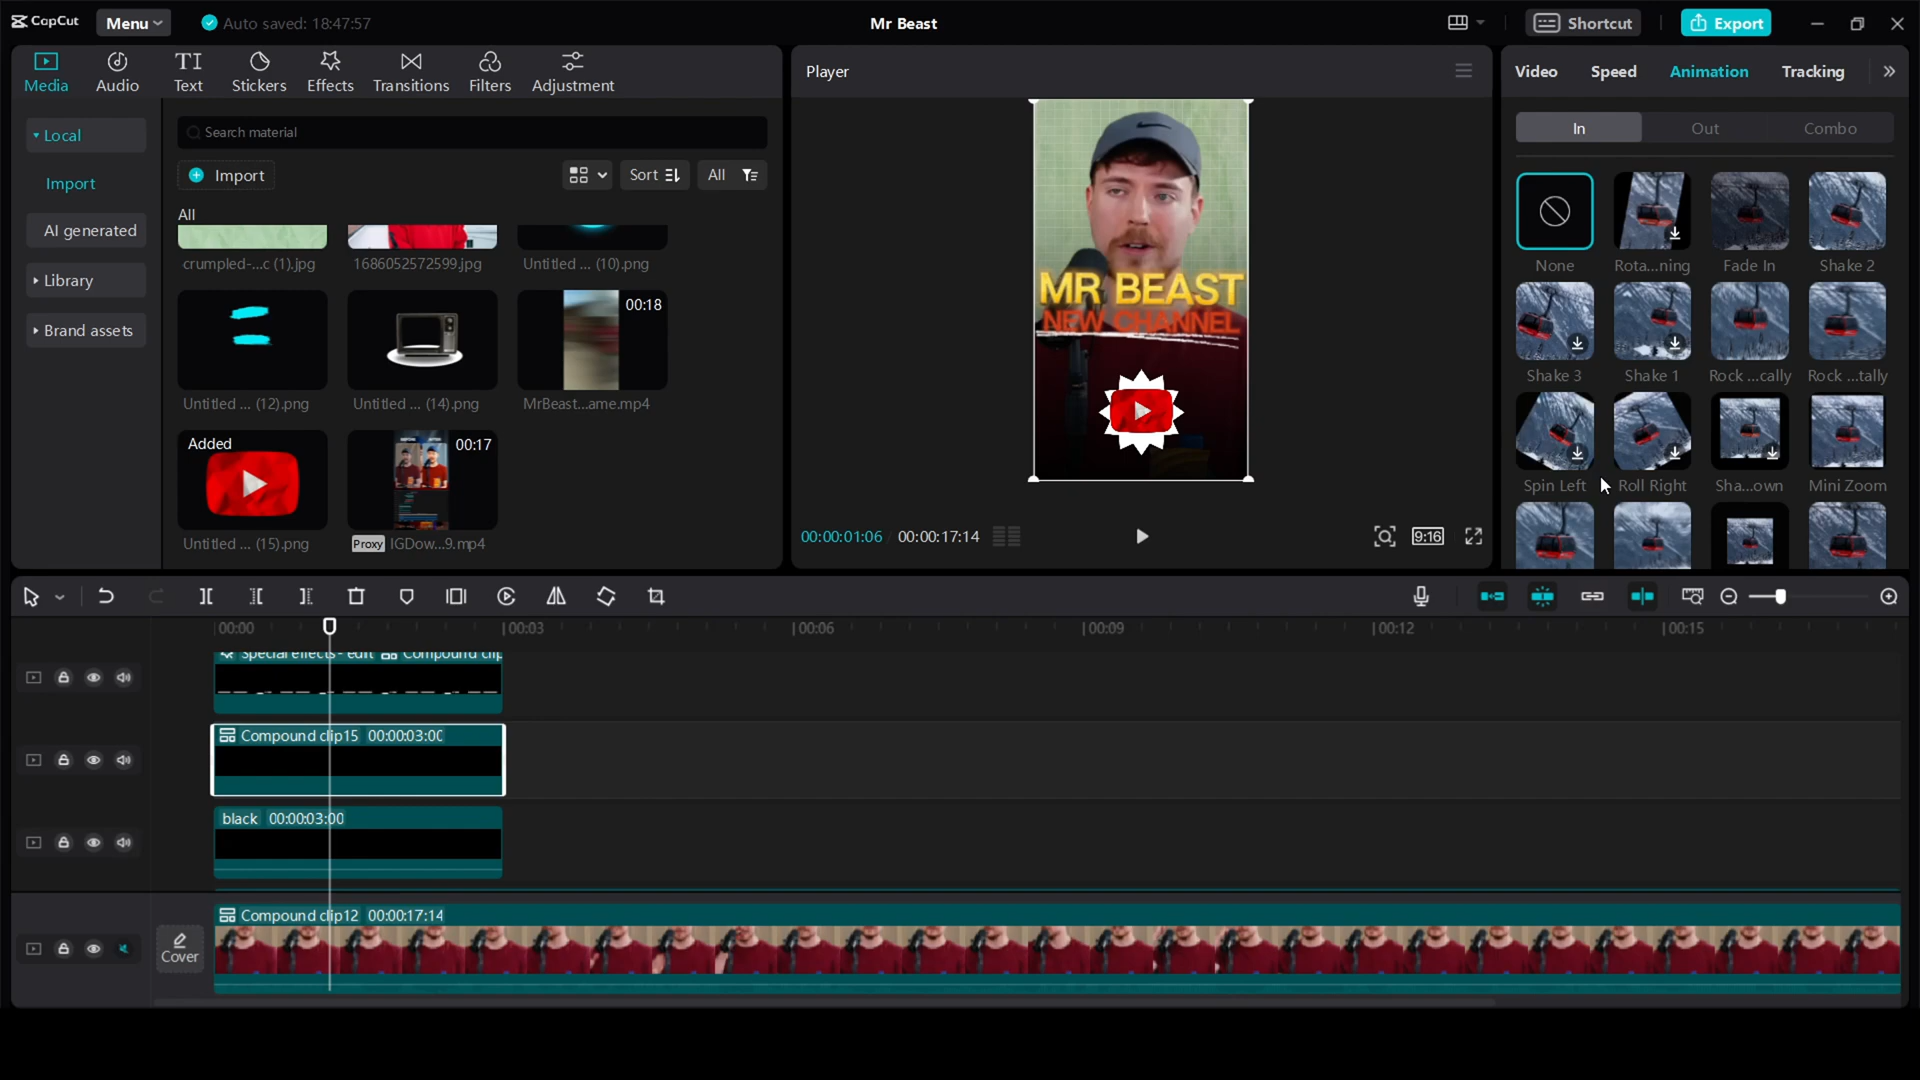 CapCut
Menu
Auto saved: 18:47:57
Mr Beast
Shortcut
Export
Media
Audio
TI
Text
Stickers
Effects
Transitions
Filters
Adjustment
Player
Video
Speed
Animation
Tracking
Local
Import
AI generated
Library
Brand assets
Search material
Import
Sort
All
All
crumpled-...c (1).jpg
1686052572599.jpg
Untitled ... (10).png
00:18
Untitled ... (12).png
Untitled ... (14).png
MrBeast...ame.mp4
Added
00:17
Untitled ... (15).png
Proxy
IGDow...9.mp4
MR BEAST
NEW CHANNEL
00:00:01:06
00:00:17:14
9:16
In
Out
Combo
None
Rota...ning
Fade In
Shake 2
Shake 3
Shake 1
Rock ...cally
Rock ...tally
Spin Left
Roll Right
Sha...own
Mini Zoom
00:00
00:03
00:06
00:09
00:12
00:15
Special effects - edit
Compound clip
Compound clip15 00:00:03:00
black 00:00:03:00
Cover
Compound clip12 00:00:17:14